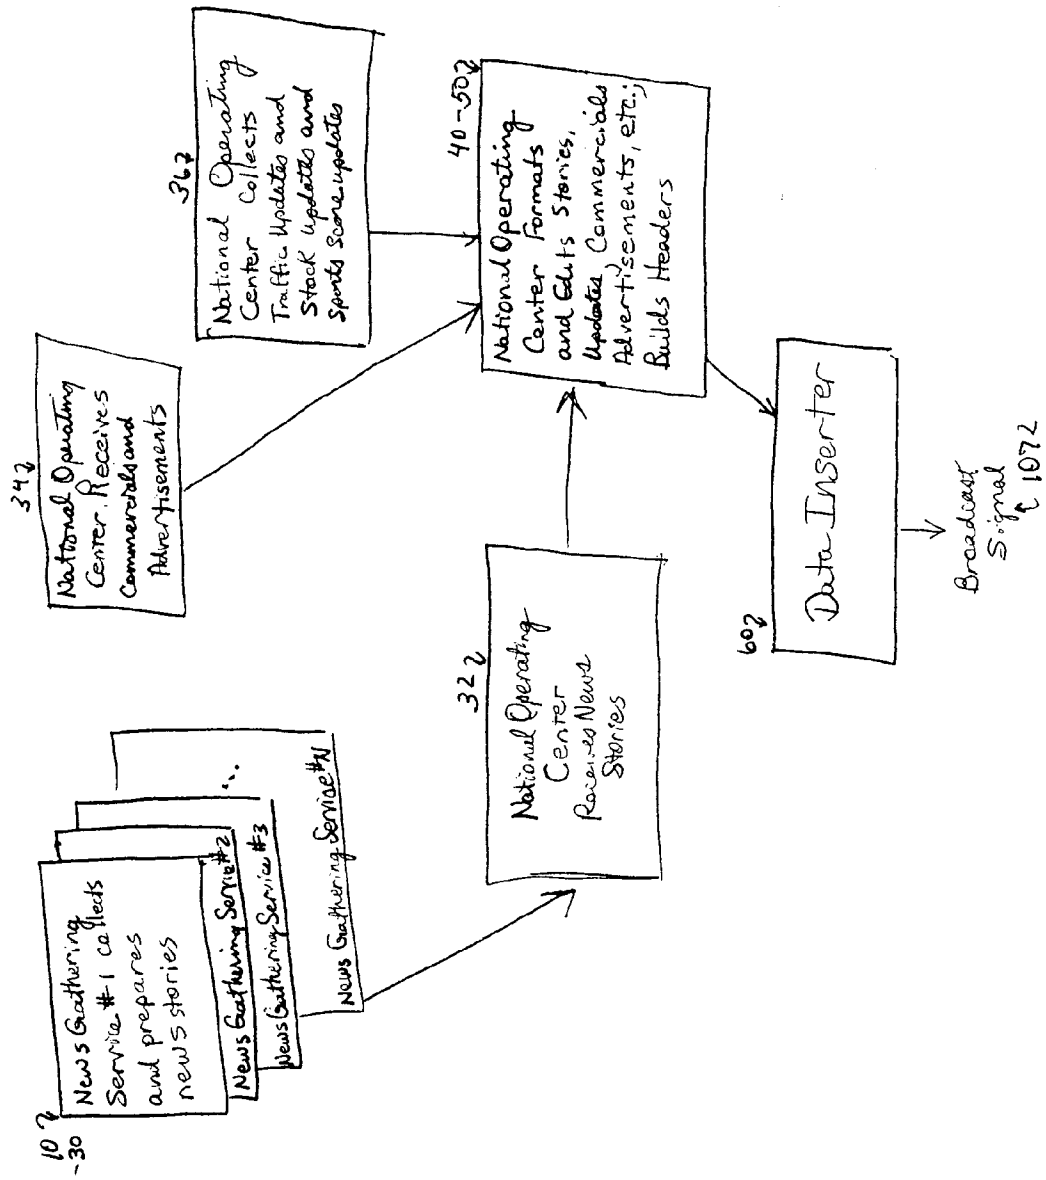 10
-30
News Gathering
Service #1 collects
and prepares
news stories
News Gathering Service #2
News Gathering Service #3
...
News Gathering Service #N
34
National Operating
Center Receives
Commercials and
Advertisements
36
National Operating
Center Collects
Traffic Updates and
Stock updates and
Sports Score updates
32
National Operating
Center
Receives News
Stories
40-50
National Operating
Center Formats
and Edits Stories,
Updates Commercials
Advertisements, etc.;
Builds Headers
60
Data Inserter
Broadcast
Signal
1072